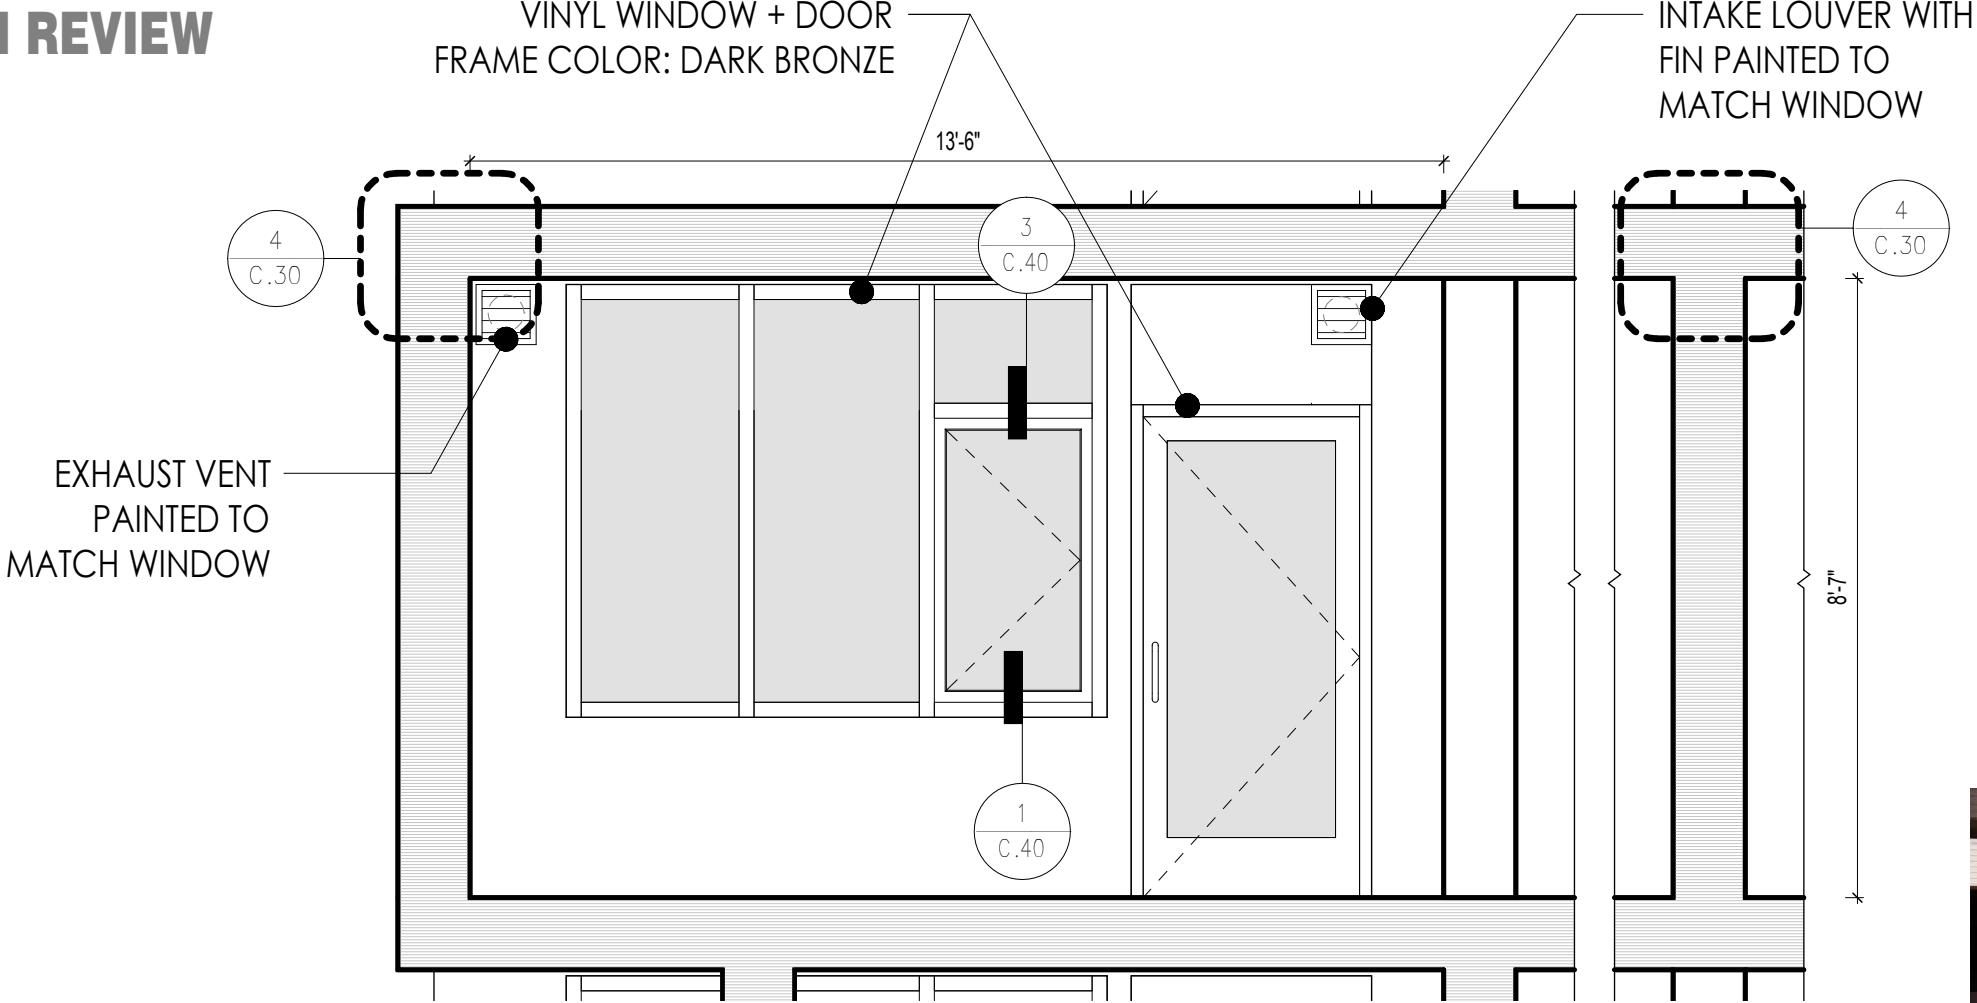 REVIEW
VINYL WINDOW + DOOR
FRAME COLOR: DARK BRONZE
INTAKE LOUVER WITH
FIN PAINTED TO
MATCH WINDOW
13'-6"
4
C.30
3
C.40
4
C.30
EXHAUST VENT
PAINTED TO
MATCH WINDOW
8'-7"
1
C.40